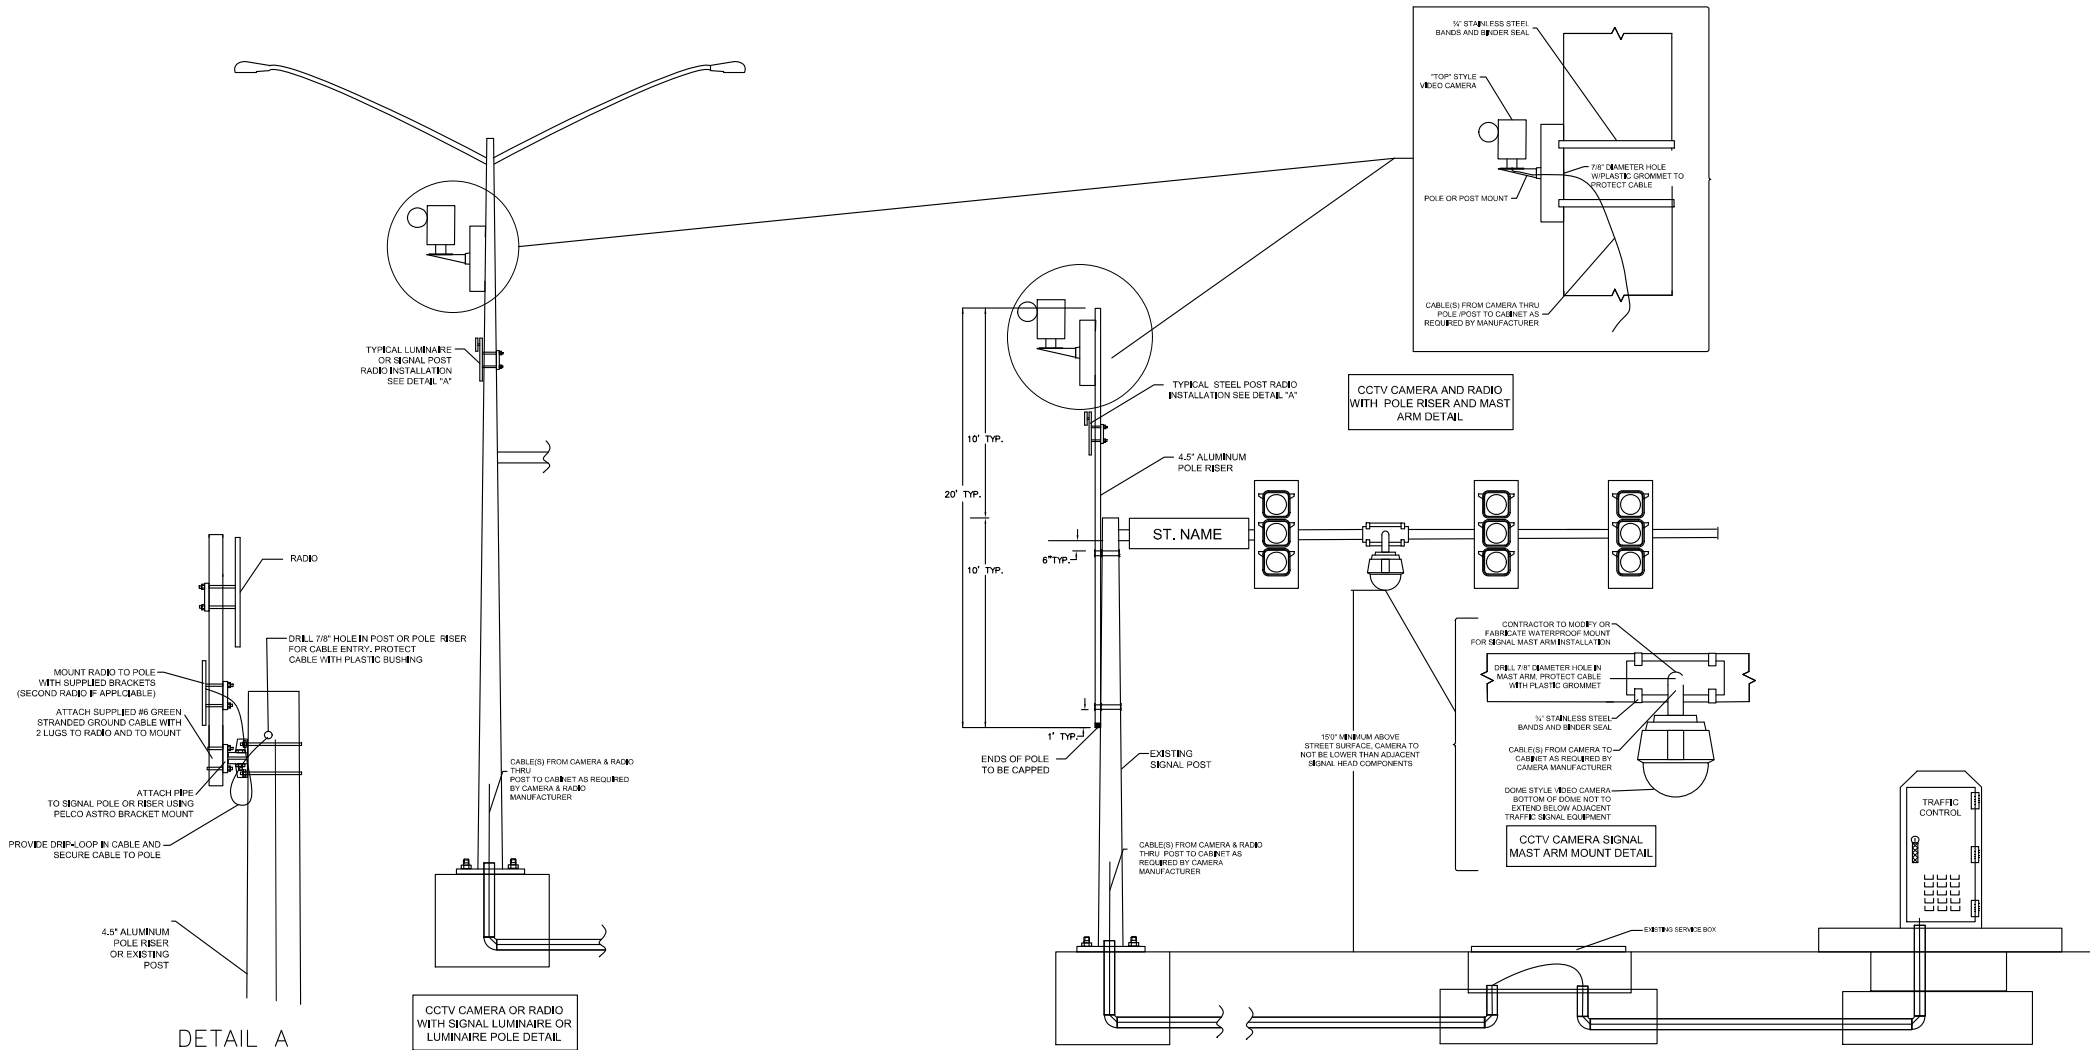 ¾" STAINLESS STEEL
BANDS AND BINDER SEAL
"TOP" STYLE
VIDEO CAMERA
7/8" DIAMETER HOLE
W/PLASTIC GROMMET TO
PROTECT CABLE
POLE OR POST MOUNT
CABLE(S) FROM CAMERA THRU
POLE /POST TO CABINET AS
REQUIRED BY MANUFACTURER
CCTV CAMERA AND RADIO
WITH POLE RISER AND MAST
ARM DETAIL
TYPICAL LUMINAIRE
OR SIGNAL POST
RADIO INSTALLATION
SEE DETAIL "A"
TYPICAL STEEL POST RADIO
INSTALLATION SEE DETAIL "A"
10' TYP.
4.5" ALUMINUM
POLE RISER
20' TYP.
ST. NAME
6"TYP.
10' TYP.
1' TYP.
ENDS OF POLE
TO BE CAPPED
EXISTING
SIGNAL POST
15'0" MINIMUM ABOVE
STREET SURFACE, CAMERA TO
NOT BE LOWER THAN ADJACENT
SIGNAL HEAD COMPONENTS
CONTRACTOR TO MODIFY OR
FABRICATE WATERPROOF MOUNT
FOR SIGNAL MAST ARM INSTALLATION
DRILL 7/8" DIAMETER HOLE IN
MAST ARM, PROTECT CABLE
WITH PLASTIC GROMMET
¾" STAINLESS STEEL
BANDS AND BINDER SEAL
CABLE(S) FROM CAMERA TO
CABINET AS REQUIRED BY
CAMERA MANUFACTURER
DOME STYLE VIDEO CAMERA
BOTTOM OF DOME NOT TO
EXTEND BELOW ADJACENT
TRAFFIC SIGNAL EQUIPMENT
CCTV CAMERA SIGNAL
MAST ARM MOUNT DETAIL
TRAFFIC
CONTROL
EXISTING SERVICE BOX
CABLE(S) FROM CAMERA & RADIO
THRU POST TO CABINET AS
REQUIRED BY CAMERA
MANUFACTURER
RADIO
DRILL 7/8" HOLE IN POST OR POLE RISER
FOR CABLE ENTRY. PROTECT
CABLE WITH PLASTIC BUSHING
MOUNT RADIO TO POLE
WITH SUPPLIED BRACKETS
(SECOND RADIO IF APPLCIABLE)
ATTACH SUPPLIED #6 GREEN
STRANDED GROUND CABLE WITH
2 LUGS TO RADIO AND TO MOUNT
ATTACH PIPE
TO SIGNAL POLE OR RISER USING
PELCO ASTRO BRACKET MOUNT
PROVIDE DRIP-LOOP IN CABLE AND
SECURE CABLE TO POLE
4.5" ALUMINUM
POLE RISER
OR EXISTING
POST
DETAIL A
CABLE(S) FROM CAMERA & RADIO
THRU
POST TO CABINET AS REQUIRED
BY CAMERA & RADIO
MANUFACTURER
CCTV CAMERA OR RADIO
WITH SIGNAL LUMINAIRE OR
LUMINAIRE POLE DETAIL